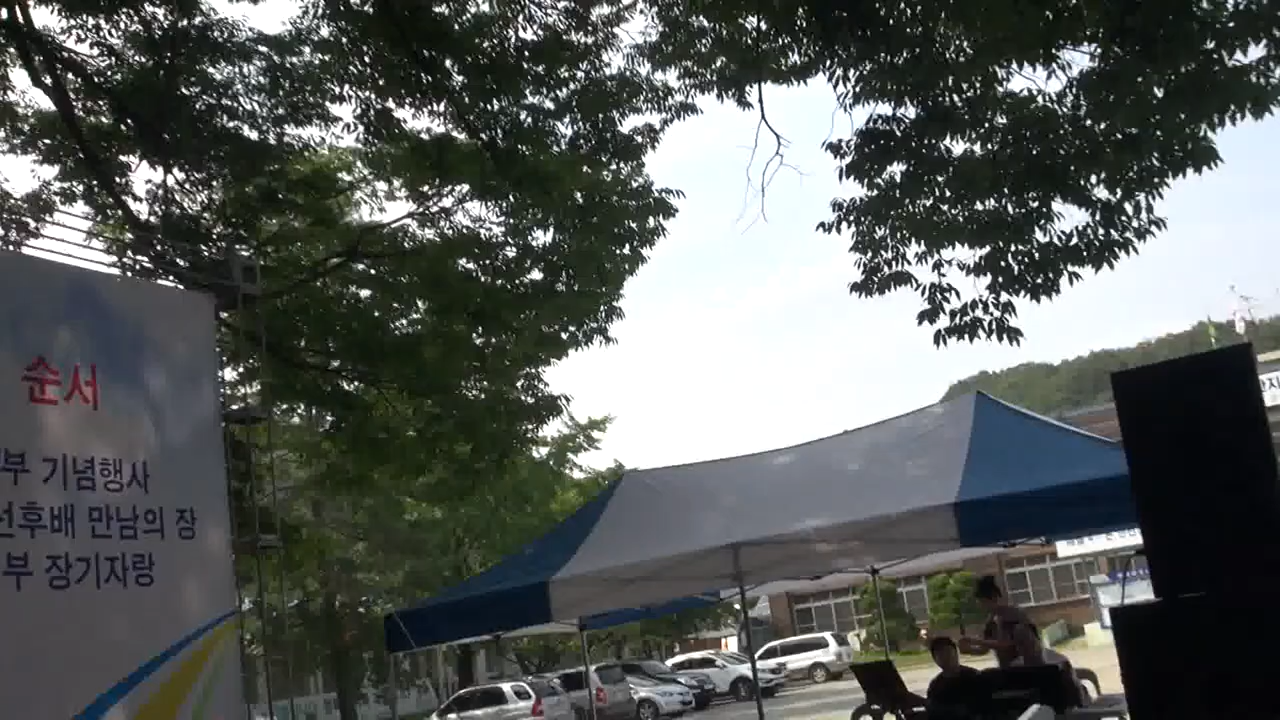 순서
부 기념행사
선후배 만남의 장
부 장기자랑